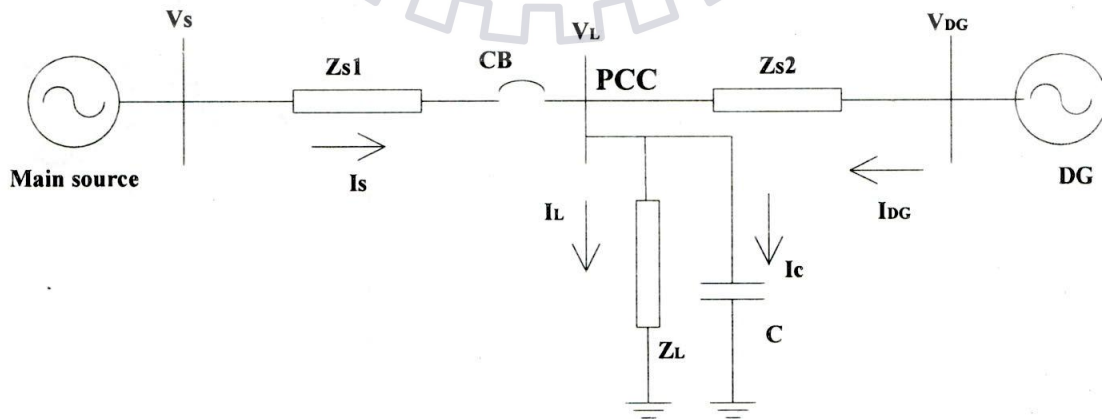 Vs
Zs1
CB
VL
PCC
Zs2
VDG
Main source
Is
IL
Ic
IDG
DG
ZL
C